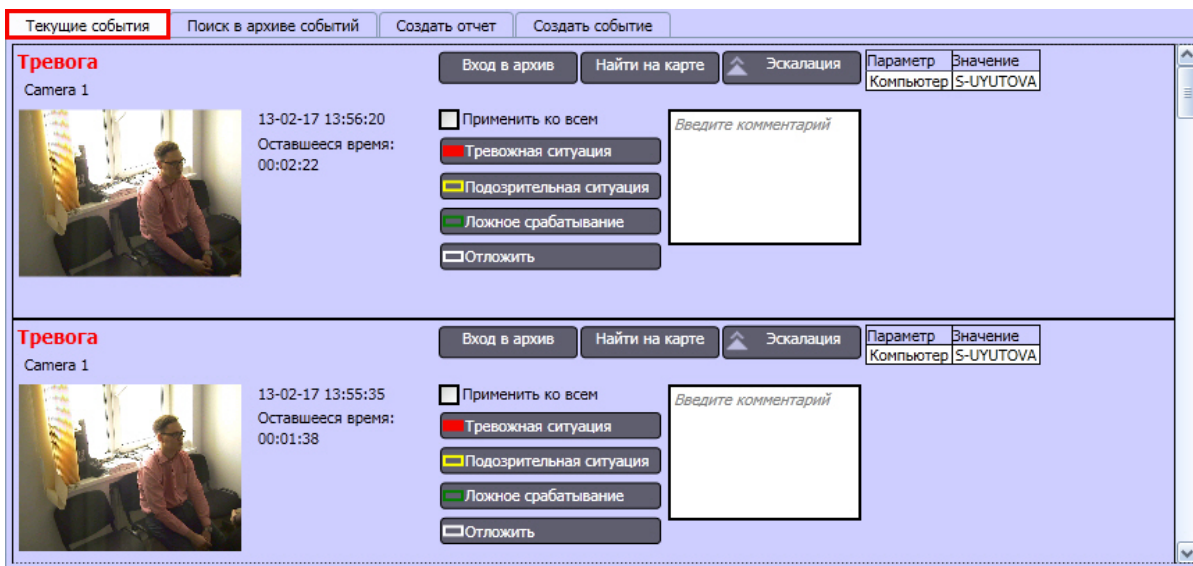 Текущие события Поиск в архиве событий Создать отчет Создать событие
Тревога
Camera 1
Вход в архив Найти на карте Эскалация
Параметр Значение
Компьютер S-UYUTOVA
13-02-17 13:56:20
Оставшееся время:
00:02:22
Применить ко всем
Тревожная ситуация
Подозрительная ситуация
Ложное срабатывание
Отложить
Введите комментарий
Тревога
Camera 1
Вход в архив Найти на карте Эскалация
Параметр Значение
Компьютер S-UYUTOVA
13-02-17 13:55:35
Оставшееся время:
00:01:38
Применить ко всем
Тревожная ситуация
Подозрительная ситуация
Ложное срабатывание
Отложить
Введите комментарий